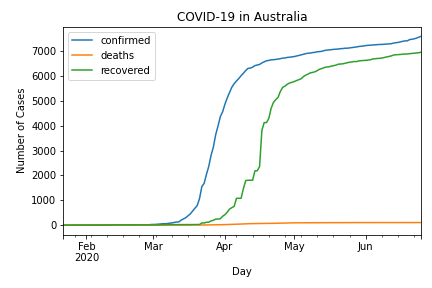 COVID-19 in Australia
confirmed
deaths
recovered
Number of Cases
7000
6000
5000
4000
3000
2000
1000
0
Feb Mar Apr May Jun
2020
Day